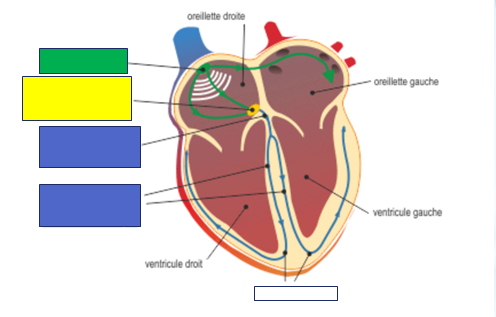 oreillette droite
oreillette gauche
ventricule gauche
ventricule droit